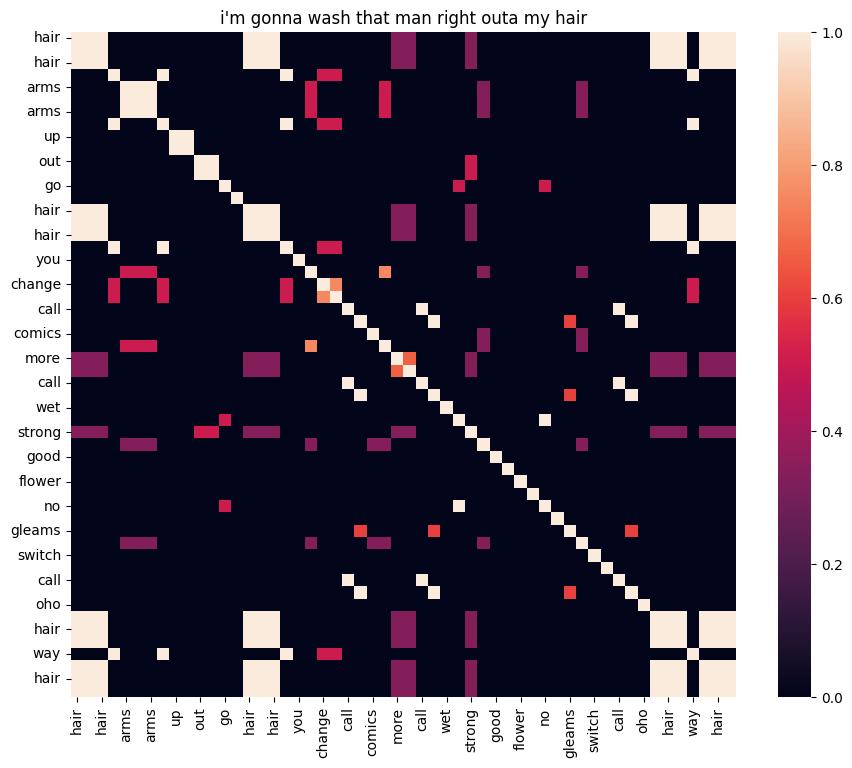 i'm gonna wash that man right outa my hair
hair
hair
arms
arms
up
out
go
hair
hair
you
change
call
comics
more
call
wet
strong
good
flower
no
gleams
switch
call
oho
hair
way
hair
hair
hair
arms
arms
up
out
go
hair
hair
you
change
call
comics
more
call
wet
strong
good
flower
no
gleams
switch
call
oho
hair
way
hair
1.0
0.8
0.6
0.4
0.2
0.0